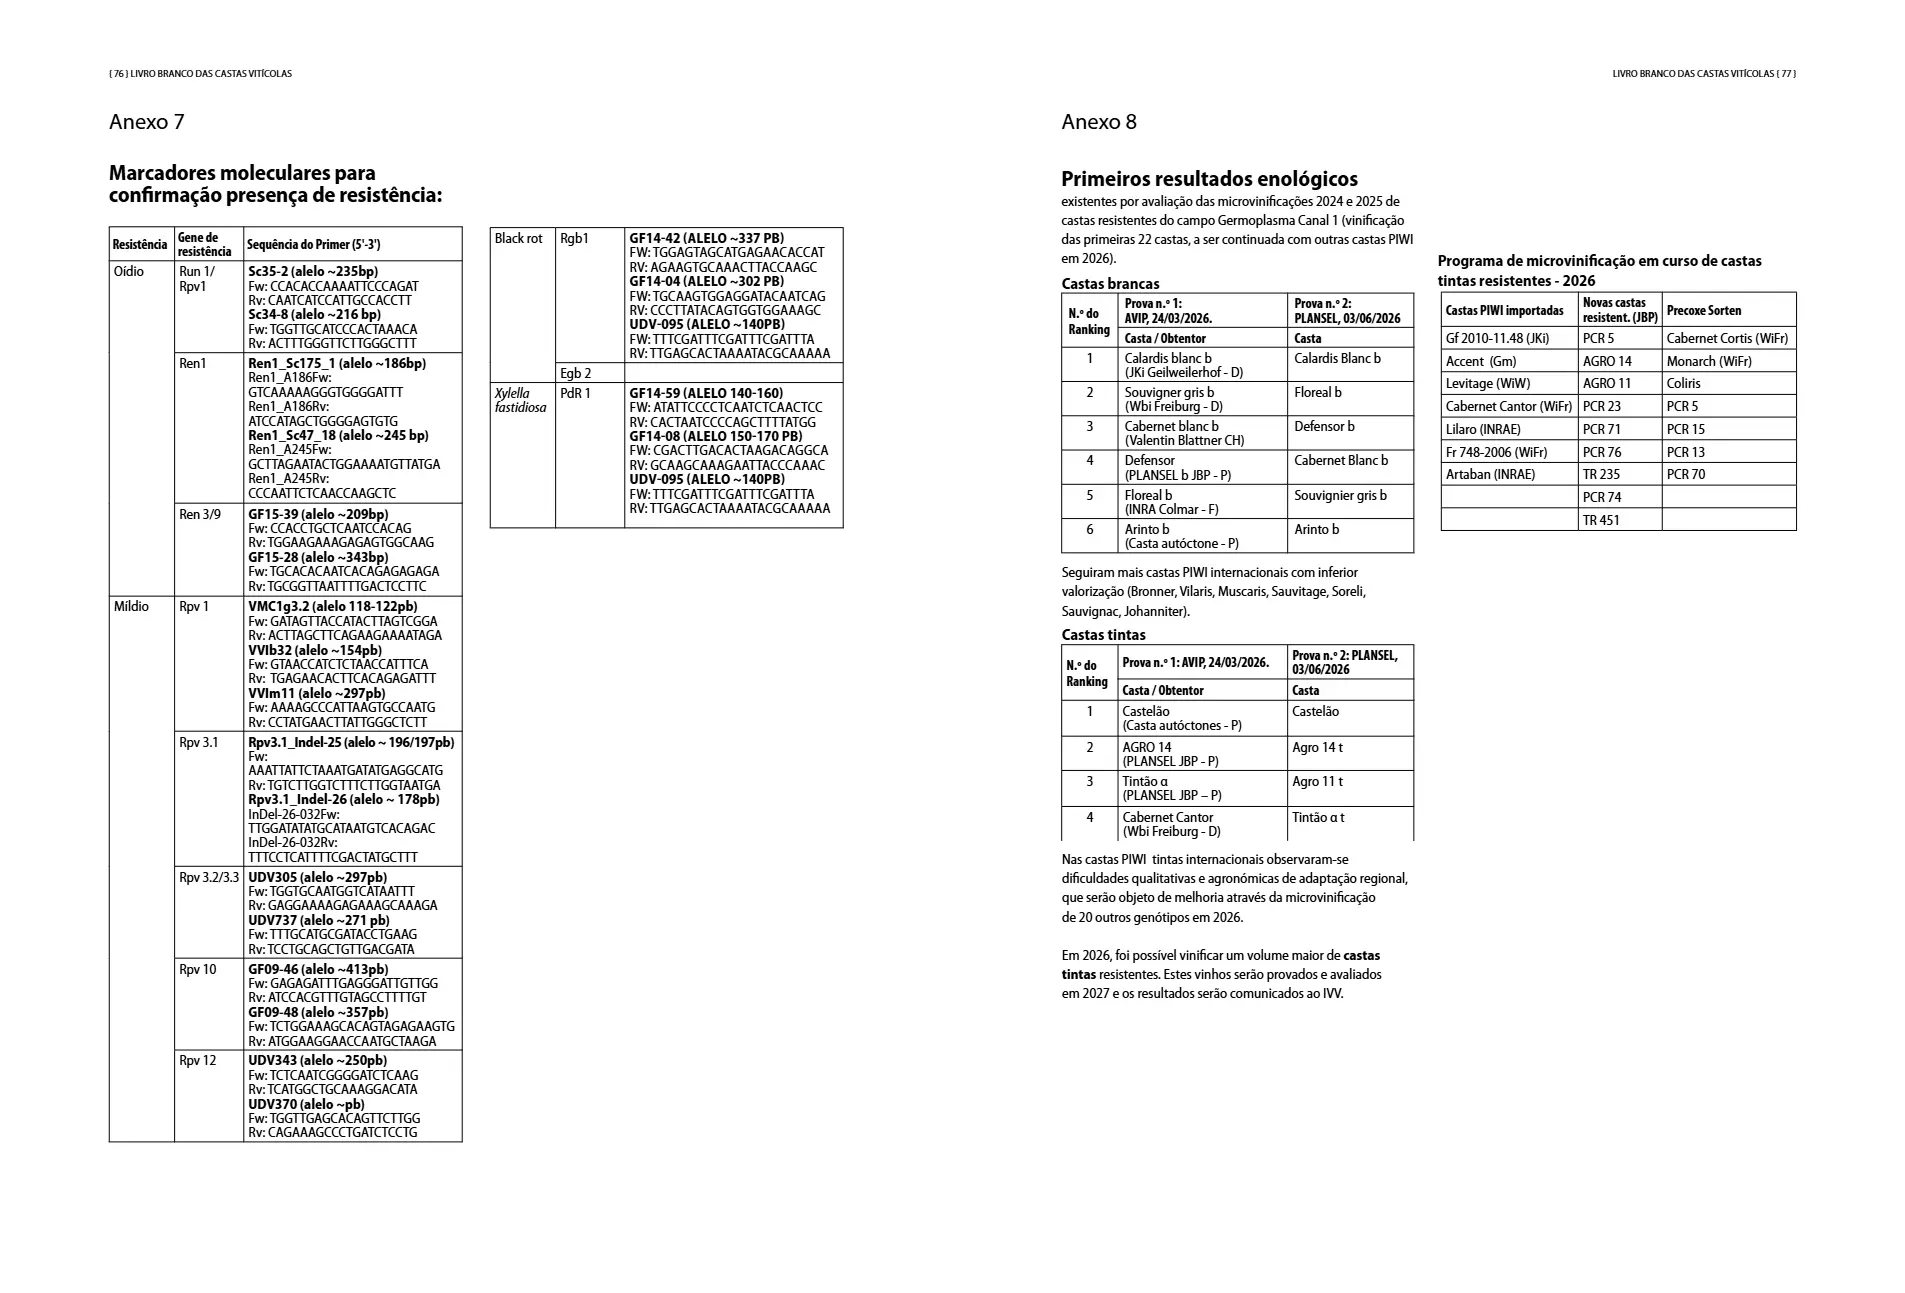 { 76 } LIVRO BRANCO DAS CASTAS VITÍCOLAS
Anexo 7
Marcadores moleculares para
confirmação presença de resistência:
Resistência
Gene de
resistência
Sequência do Primer (5'-3')
Oídio
Run 1/
Rpv1
Sc35-2 (alelo ~235bp)
Fw: CCACACCAAAATTCCCAGAT
Rv: CAATCATCCATTGCCACCTT
Sc34-8 (alelo ~216 bp)
Fw: TGGTTGCATCCCACTAAACA
Rv: ACTTTGGGTTCTTGGGCTTT
Ren1
Ren1_Sc175_1 (alelo ~186bp)
Ren1_A186Fw:
GTCAAAAAGGGTGGGGATTT
Ren1_A186Rv:
ATCCATAGCTGGGGAGTGTG
Ren1_Sc47_18 (alelo ~245 bp)
Ren1_A245Fw:
GCTTAGAATACTGGAAAATGTTATGA
Ren1_A245Rv:
CCCAATTCTCAACCAAGCTC
Ren 3/9
GF15-39 (alelo ~209bp)
Fw: CCACCTGCTCAATCCACAG
Rv: TGGAAGAAAGAGAGTGGCAAG
GF15-28 (alelo ~343bp)
Fw: TGCACACAATCACAGAGAGAGA
Rv: TGCGGTTAATTTTGACTCCTTC
Míldio
Rpv 1
VMC1g3.2 (alelo 118-122pb)
Fw: GATAGTTACCATACTTAGTCGGA
Rv: ACTTAGCTTCAGAAGAAAATAGA
VVIb32 (alelo ~154pb)
Fw: GTAACCATCTCTAACCATTTCA
Rv: TGAGAACACTTCACAGAGATTT
VVIm11 (alelo ~297pb)
Fw: AAAAGCCCATTAAGTGCCAATG
Rv: CCTATGAACTTATTGGGCTCTT
Rpv 3.1
Rpv3.1_Indel-25 (alelo ~ 196/197pb)
Fw:
AAATTATTCTAAATGATATGAGGCATG
Rv: TGTCTTGGTCTTTCTTGGTAATGA
Rpv3.1_Indel-26 (alelo ~ 178pb)
InDel-26-032Fw:
TTGGATATATGCATAATGTCACAGAC
InDel-26-032Rv:
TTTCCTCATTTTCGACTATGCTTT
Rpv 3.2/3.3
UDV305 (alelo ~297pb)
Fw: TGGTGCAATGGTCATAATTT
Rv: GAGGAAAAGAGAAAGCAAAGA
UDV737 (alelo ~271 pb)
Fw: TTTGCATGCGATACCTGAAG
Rv: TCCTGCAGCTGTTGACGATA
Rpv 10
GF09-46 (alelo ~413pb)
Fw: GAGAGATTTGAGGGATTGTTGG
Rv: ATCCACGTTTGTAGCCTTTTGT
GF09-48 (alelo ~357pb)
Fw: TCTGGAAAGCACAGTAGAGAAGTG
Rv: ATGGAAGGAACCAATGCTAAGA
Rpv 12
UDV343 (alelo ~250pb)
Fw: TCTCAATCGGGGATCTCAAG
Rv: TCATGGCTGCAAAGGACATA
UDV370 (alelo ~pb)
Fw: TGGTTGAGCACAGTTCTTGG
Rv: CAGAAAGCCCTGATCTCCTG
Black rot
Rgb1
GF14-42 (ALELO ~337 PB)
FW: TGGAGTAGCATGAGAACACCAT
RV: AGAAGTGCAAACTTACCAAGC
GF14-04 (ALELO ~302 PB)
FW: TGCAAGTGGAGGATACAATCAG
RV: CCCTTATACAGTGGTGGAAAGC
UDV-095 (ALELO ~140PB)
FW: TTTCGATTTCGATTTCGATTTA
RV: TTGAGCACTAAAATACGCAAAAA
Egb 2
Xylella
fastidiosa
PdR 1
GF14-59 (ALELO 140-160)
FW: ATATTCCCCTCAATCTCAACTCC
RV: CACTAATCCCCAGCTTTTATGG
GF14-08 (ALELO 150-170 PB)
FW: CGACTTGACACTAAGACAGGCA
RV: GCAAGCAAAGAATTACCCAAAC
UDV-095 (ALELO ~140PB)
FW: TTTCGATTTCGATTTCGATTTA
RV: TTGAGCACTAAAATACGCAAAAA
LIVRO BRANCO DAS CASTAS VITÍCOLAS { 77 }
Anexo 8
Primeiros resultados enológicos
existentes por avaliação das microvinificações 2024 e 2025 de
castas resistentes do campo Germoplasma Canal 1 (vinificação
das primeiras 22 castas, a ser continuada com outras castas PIWI
em 2026).
Castas brancas
N.º do
Ranking
Prova n.º 1:
AVIP, 24/03/2026.
Prova n.º 2:
PLANSEL, 03/06/2026
Casta / Obtentor
Casta
1
Calardis blanc b
(JKi Geilweilerhof - D)
Calardis Blanc b
2
Souvigner gris b
(Wbi Freiburg - D)
Floreal b
3
Cabernet blanc b
(Valentin Blattner CH)
Defensor b
4
Defensor
(PLANSEL b JBP - P)
Cabernet Blanc b
5
Floreal b
(INRA Colmar - F)
Souvignier gris b
6
Arinto b
(Casta autóctone - P)
Arinto b
Seguiram mais castas PIWI internacionais com inferior
valorização (Bronner, Vilaris, Muscaris, Sauvitage, Soreli,
Sauvignac, Johanniter).
Castas tintas
N.º do
Ranking
Prova n.º 1: AVIP, 24/03/2026.
Prova n.º 2: PLANSEL,
03/06/2026
Casta / Obtentor
Casta
1
Castelão
(Casta autóctones - P)
Castelão
2
AGRO 14
(PLANSEL JBP - P)
Agro 14 t
3
Tintão α
(PLANSEL JBP – P)
Agro 11 t
4
Cabernet Cantor
(Wbi Freiburg - D)
Tintão α t
Nas castas PIWI  tintas internacionais observaram-se
dificuldades qualitativas e agronómicas de adaptação regional,
que serão objeto de melhoria através da microvinificação
de 20 outros genótipos em 2026.
Em 2026, foi possível vinificar um volume maior de castas
tintas resistentes. Estes vinhos serão provados e avaliados
em 2027 e os resultados serão comunicados ao IVV.
Programa de microvinificação em curso de castas
tintas resistentes - 2026
Castas PIWI importadas
Novas castas
resistent. (JBP)
Precoxe Sorten
Gf 2010-11.48 (JKi)
PCR 5
Cabernet Cortis (WiFr)
Accent  (Gm)
AGRO 14
Monarch (WiFr)
Levitage (WiW)
AGRO 11
Coliris
Cabernet Cantor (WiFr)
PCR 23
PCR 5
Lilaro (INRAE)
PCR 71
PCR 15
Fr 748-2006 (WiFr)
PCR 76
PCR 13
Artaban (INRAE)
TR 235
PCR 70
PCR 74
TR 451